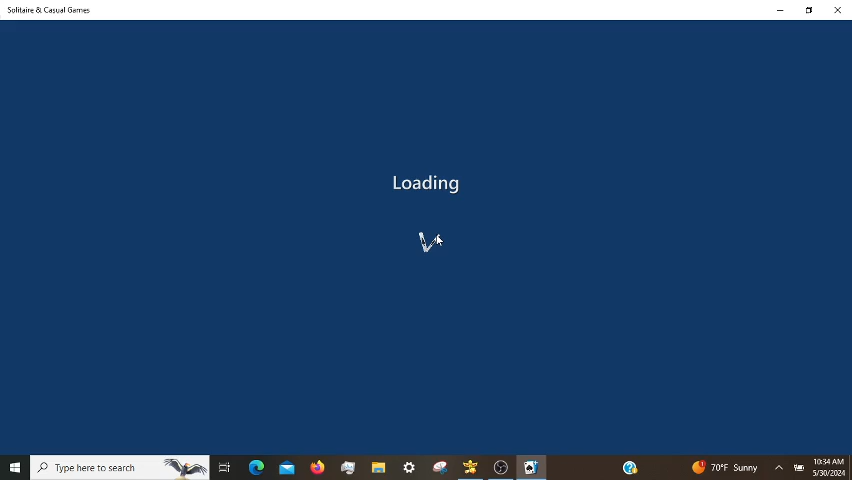 Solitaire & Casual Games
Loading
Type here to search
70°F Sunny
10:34 AM
5/30/2024